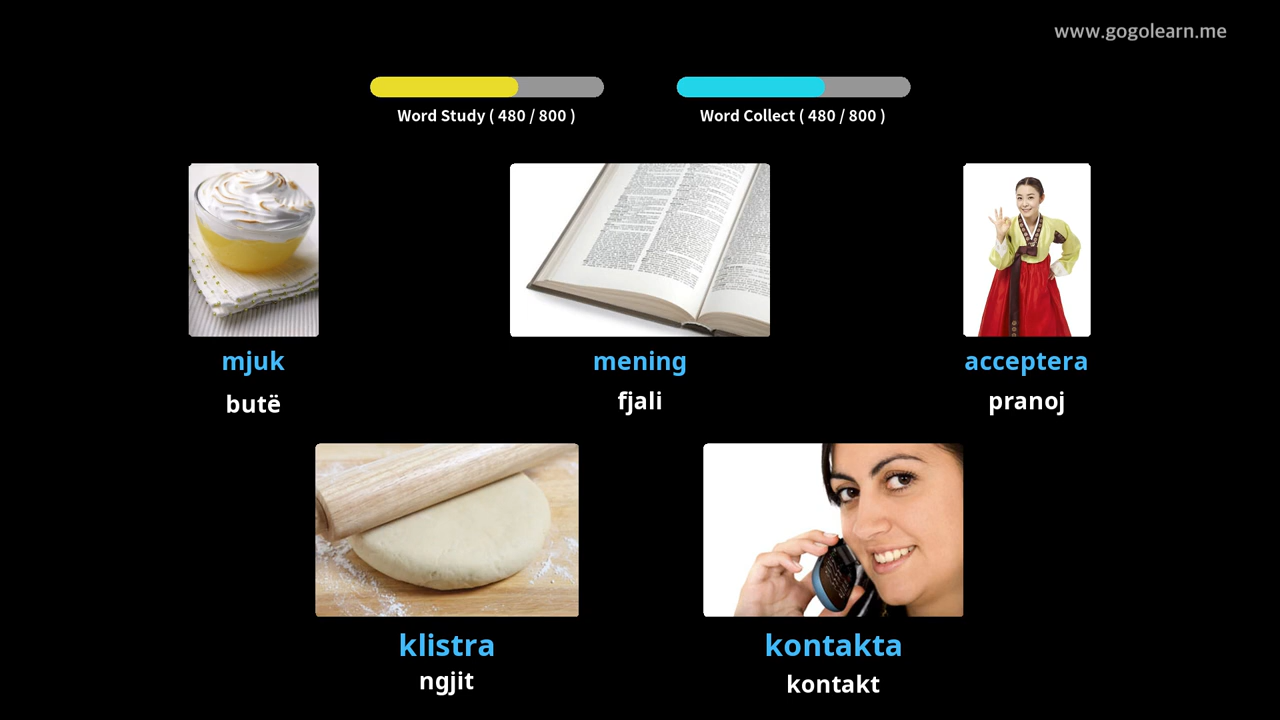 www.gogolearn.me
Word Study ( 480 / 800 )
Word Collect ( 480 / 800 )
mjuk
butë
mening
fjali
acceptera
pranoj
klistra
ngjit
kontakta
kontakt